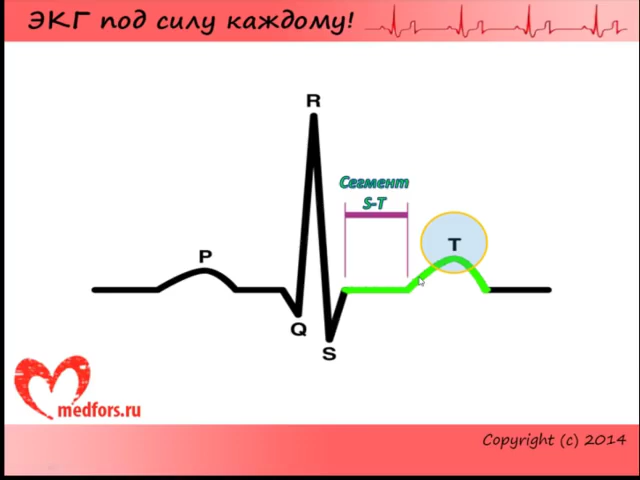 ЭКГ под силу каждому!
R
Сегмент
S-T
P
T
Q
S
medfors.ru
Copyright (c) 2014